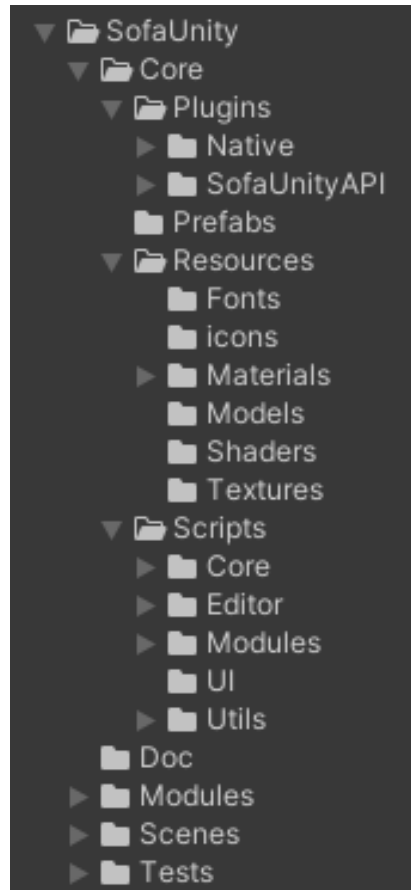 SofaUnity
Core
Plugins
Native
SofaUnityAPI
Prefabs
Resources
Fonts
icons
Materials
Models
Shaders
Textures
Scripts
Core
Editor
Modules
UI
Utils
Doc
Modules
Scenes
Tests